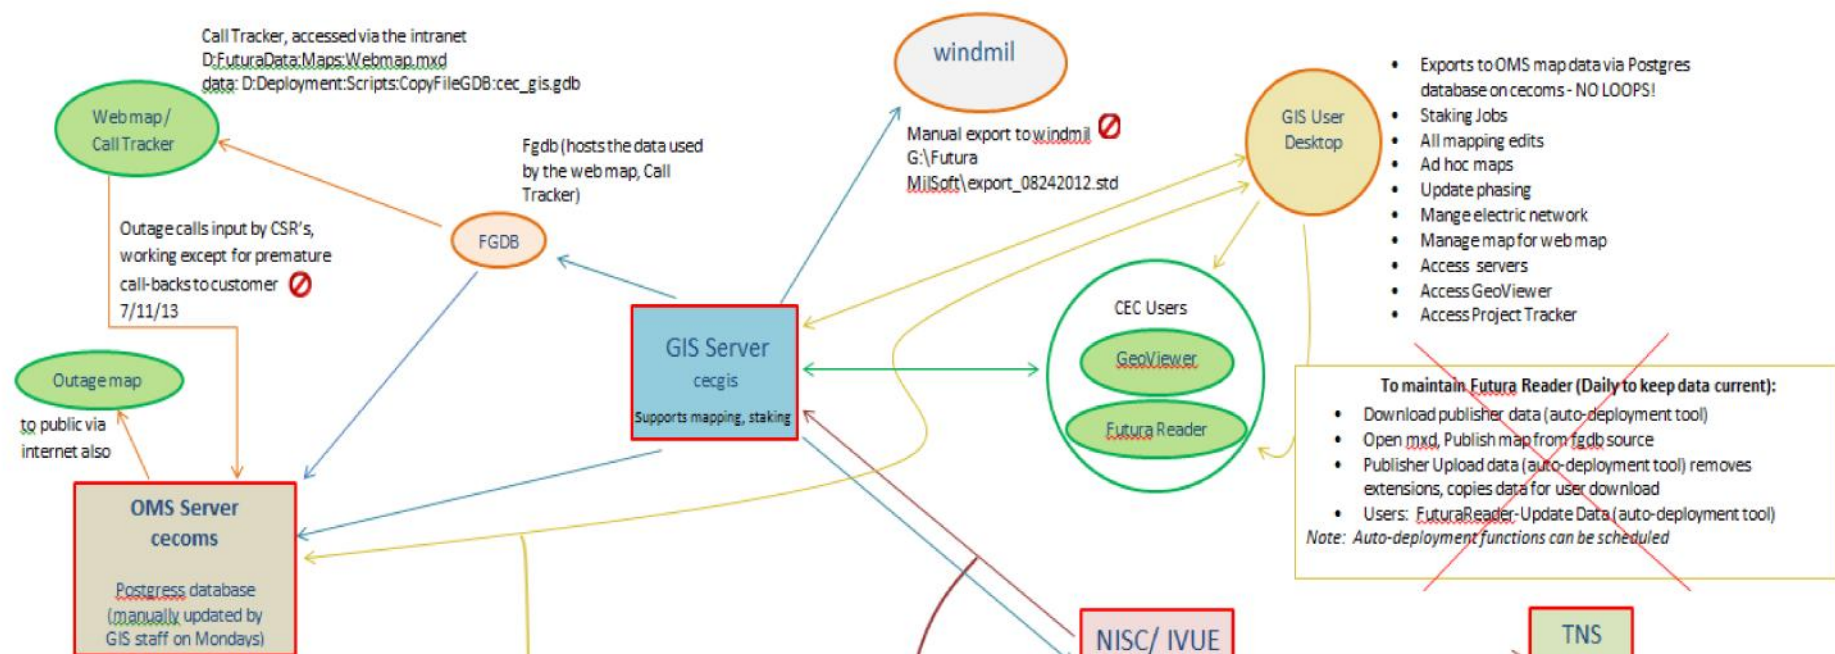 Call Tracker, accessed via the intranet
D:FuturaData:Maps:Webmap.mxd
data: D:Deployment:Scripts:CopyFileGDB:cec_gis.gdb
Web map /
Call Tracker
Fgdb (hosts the data used
by the web map, Call
Tracker)
FGDB
Outage calls input by CSR's,
working except for premature
call-backs to customer
7/11/13
Outage map
to public via
internet also
OMS Server
cecoms
Postgress database
(manually updated by
GIS staff on Mondays)
windmil
Manual export to windmil
G:\Futura
MilSoft\export_08242012.std
GIS Server
cecgis
Supports mapping, staking
GIS User
Desktop
• Exports to OMS map data via Postgres
database on cecoms - NO LOOPS!
• Staking Jobs
• All mapping edits
• Ad hoc maps
• Update phasing
• Mange electric network
• Manage map for web map
• Access servers
• Access GeoViewer
• Access Project Tracker
CEC Users
GeoViewer
Futura Reader
To maintain Futura Reader (Daily to keep data current):
• Download publisher data (auto-deployment tool)
• Open mxd, Publish map from fgdb source
• Publisher Upload data (auto-deployment tool) removes
extensions, copies data for user download
• Users: FuturaReader-Update Data (auto-deployment tool)
Note: Auto-deployment functions can be scheduled
NISC/ IVUE
TNS